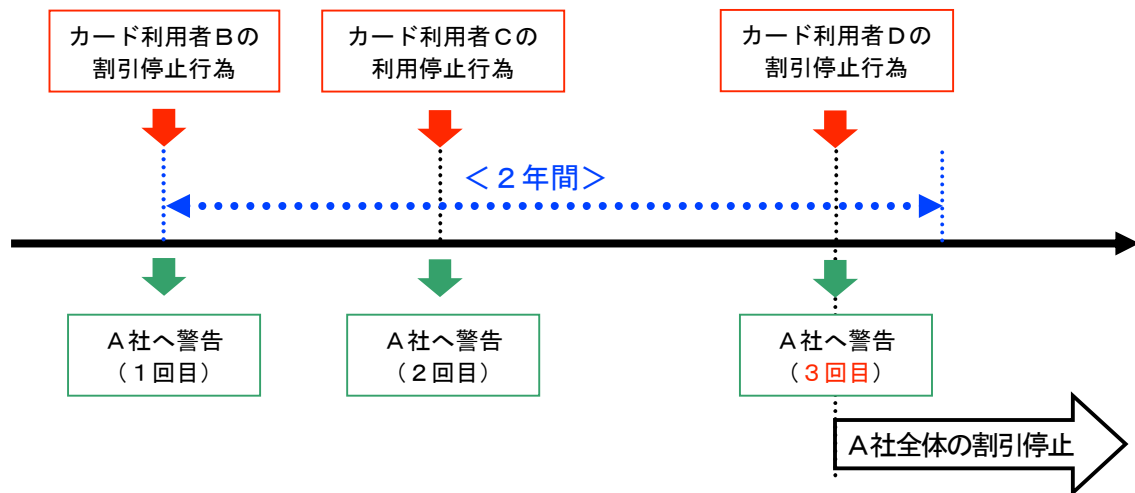 カード利用者Bの
割引停止行為
カード利用者Cの
利用停止行為
カード利用者Dの
割引停止行為
＜２年間＞
A社へ警告
（１回目）
A社へ警告
（２回目）
A社へ警告
（３回目）
A社全体の割引停止